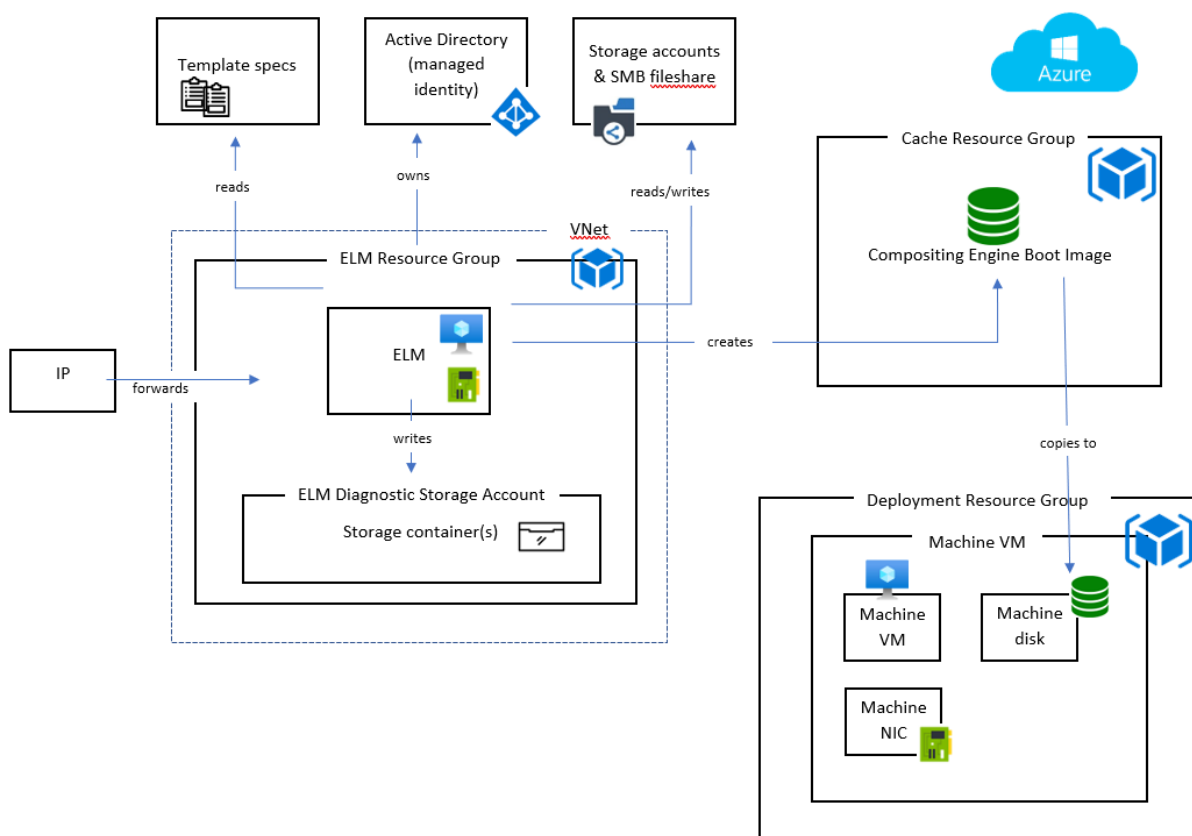 Template specs
Active Directory
(managed
identity)
Storage accounts
& SMB fileshare
Azure
reads
owns
reads/writes
Cache Resource Group
Compositing Engine Boot Image
VNet
ELM Resource Group
ELM
IP
forwards
creates
writes
copies to
ELM Diagnostic Storage Account
Storage container(s)
Deployment Resource Group
Machine VM
Machine
VM
Machine
disk
Machine
NIC